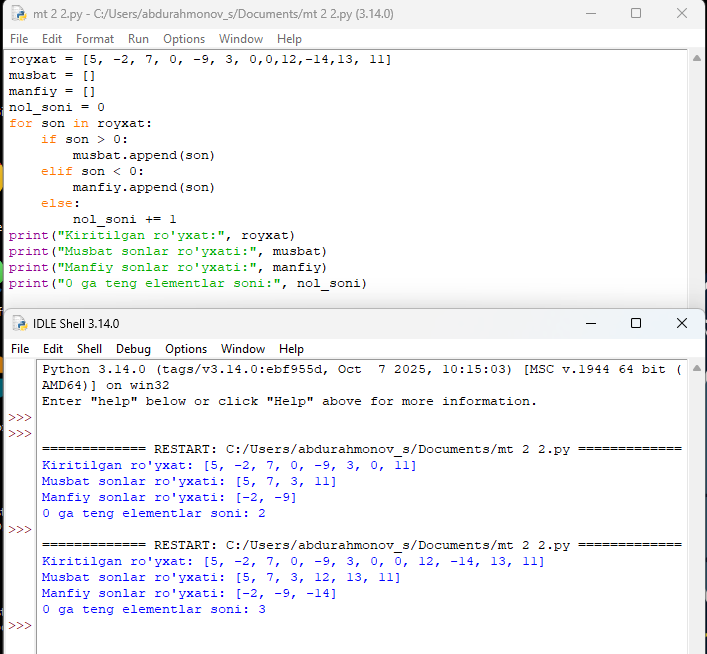 mt 2 2.py - C:/Users/abdurahmonov_s/Documents/mt 2 2.py (3.14.0)
File Edit Format Run Options Window Help
royxat = [5, -2, 7, 0, -9, 3, 0,0,12,-14,13, 11]
musbat = []
manfiy = []
nol_soni = 0
for son in royxat:
    if son > 0:
        musbat.append(son)
    elif son < 0:
        manfiy.append(son)
    else:
        nol_soni += 1
print("Kiritilgan ro'yxat:", royxat)
print("Musbat sonlar ro'yxati:", musbat)
print("Manfiy sonlar ro'yxati:", manfiy)
print("0 ga teng elementlar soni:", nol_soni)
IDLE Shell 3.14.0
File Edit Shell Debug Options Window Help
Python 3.14.0 (tags/v3.14.0:ebf955d, Oct  7 2025, 10:15:03) [MSC v.1944 64 bit (
AMD64)] on win32
Enter "help" below or click "Help" above for more information.
>>>
>>>
============= RESTART: C:/Users/abdurahmonov_s/Documents/mt 2 2.py =============
Kiritilgan ro'yxat: [5, -2, 7, 0, -9, 3, 0, 11]
Musbat sonlar ro'yxati: [5, 7, 3, 11]
Manfiy sonlar ro'yxati: [-2, -9]
0 ga teng elementlar soni: 2
>>>
============= RESTART: C:/Users/abdurahmonov_s/Documents/mt 2 2.py =============
Kiritilgan ro'yxat: [5, -2, 7, 0, -9, 3, 0, 0, 12, -14, 13, 11]
Musbat sonlar ro'yxati: [5, 7, 3, 12, 13, 11]
Manfiy sonlar ro'yxati: [-2, -9, -14]
0 ga teng elementlar soni: 3
>>>